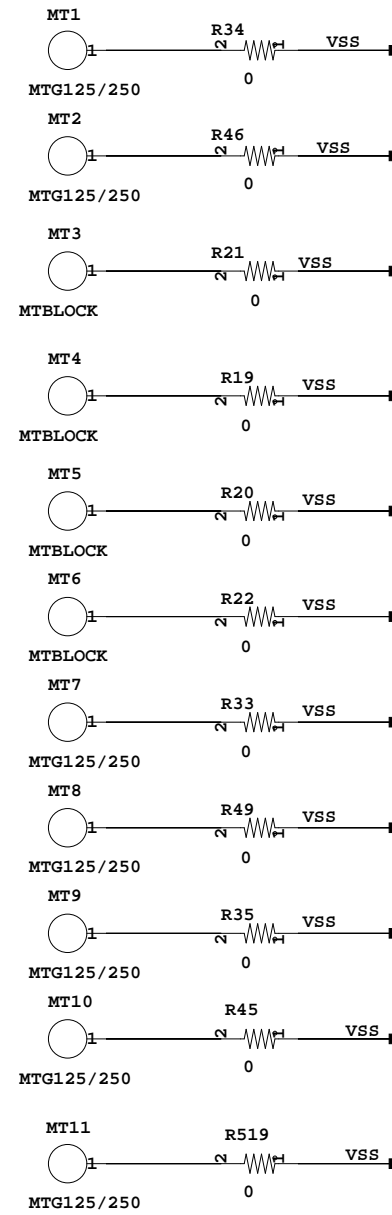 MT1
R34
VSS
1
2
1
0
MTG125/250
MT2
R46
VSS
1
2
1
0
MTG125/250
MT3
R21
VSS
1
2
1
0
MTBLOCK
MT4
R19
VSS
1
2
1
0
MTBLOCK
MT5
R20
VSS
1
2
1
0
MTBLOCK
MT6
R22
VSS
1
2
1
0
MTBLOCK
MT7
R33
VSS
1
2
1
0
MTG125/250
MT8
R49
VSS
1
2
1
0
MTG125/250
MT9
R35
VSS
1
2
1
0
MTG125/250
MT10
R45
VSS
1
2
1
0
MTG125/250
MT11
R519
VSS
1
2
1
0
MTG125/250